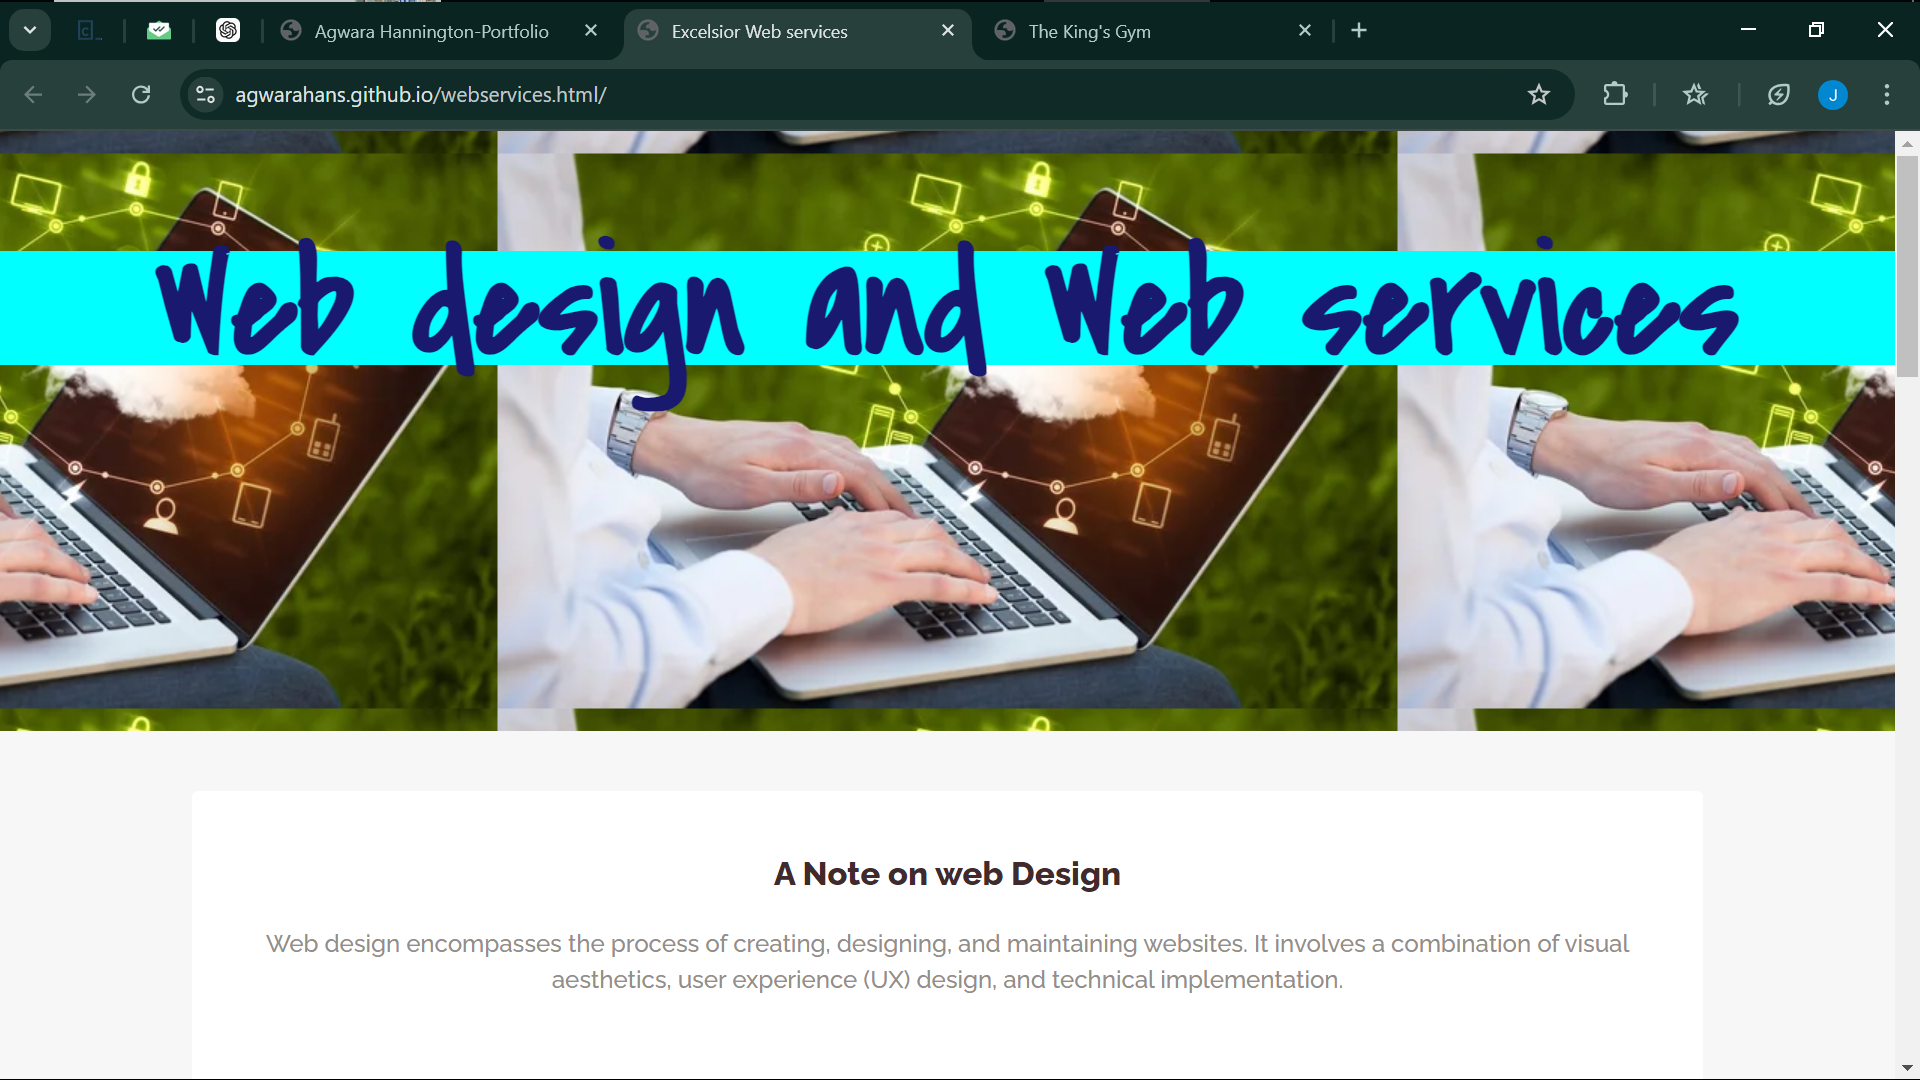 Agwara Hannington-Portfolio
Excelsior Web services
The King's Gym
agwarahans.github.io/webservices.html/
J
Web design and Web services
A Note on web Design
Web design encompasses the process of creating, designing, and maintaining websites. It involves a combination of visual
aesthetics, user experience (UX) design, and technical implementation.